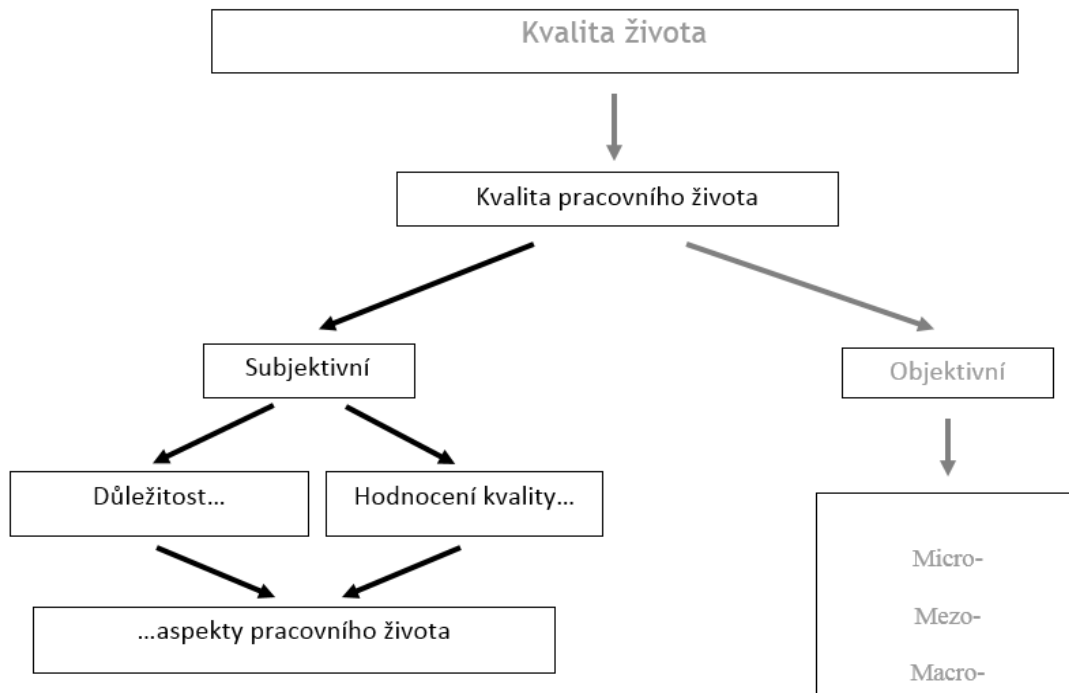 Kvalita života
Kvalita pracovního života
Subjektivní
Objektivní
Důležitost...
Hodnocení kvality...
Micro-
Mezo-
...aspekty pracovního života
Macro-